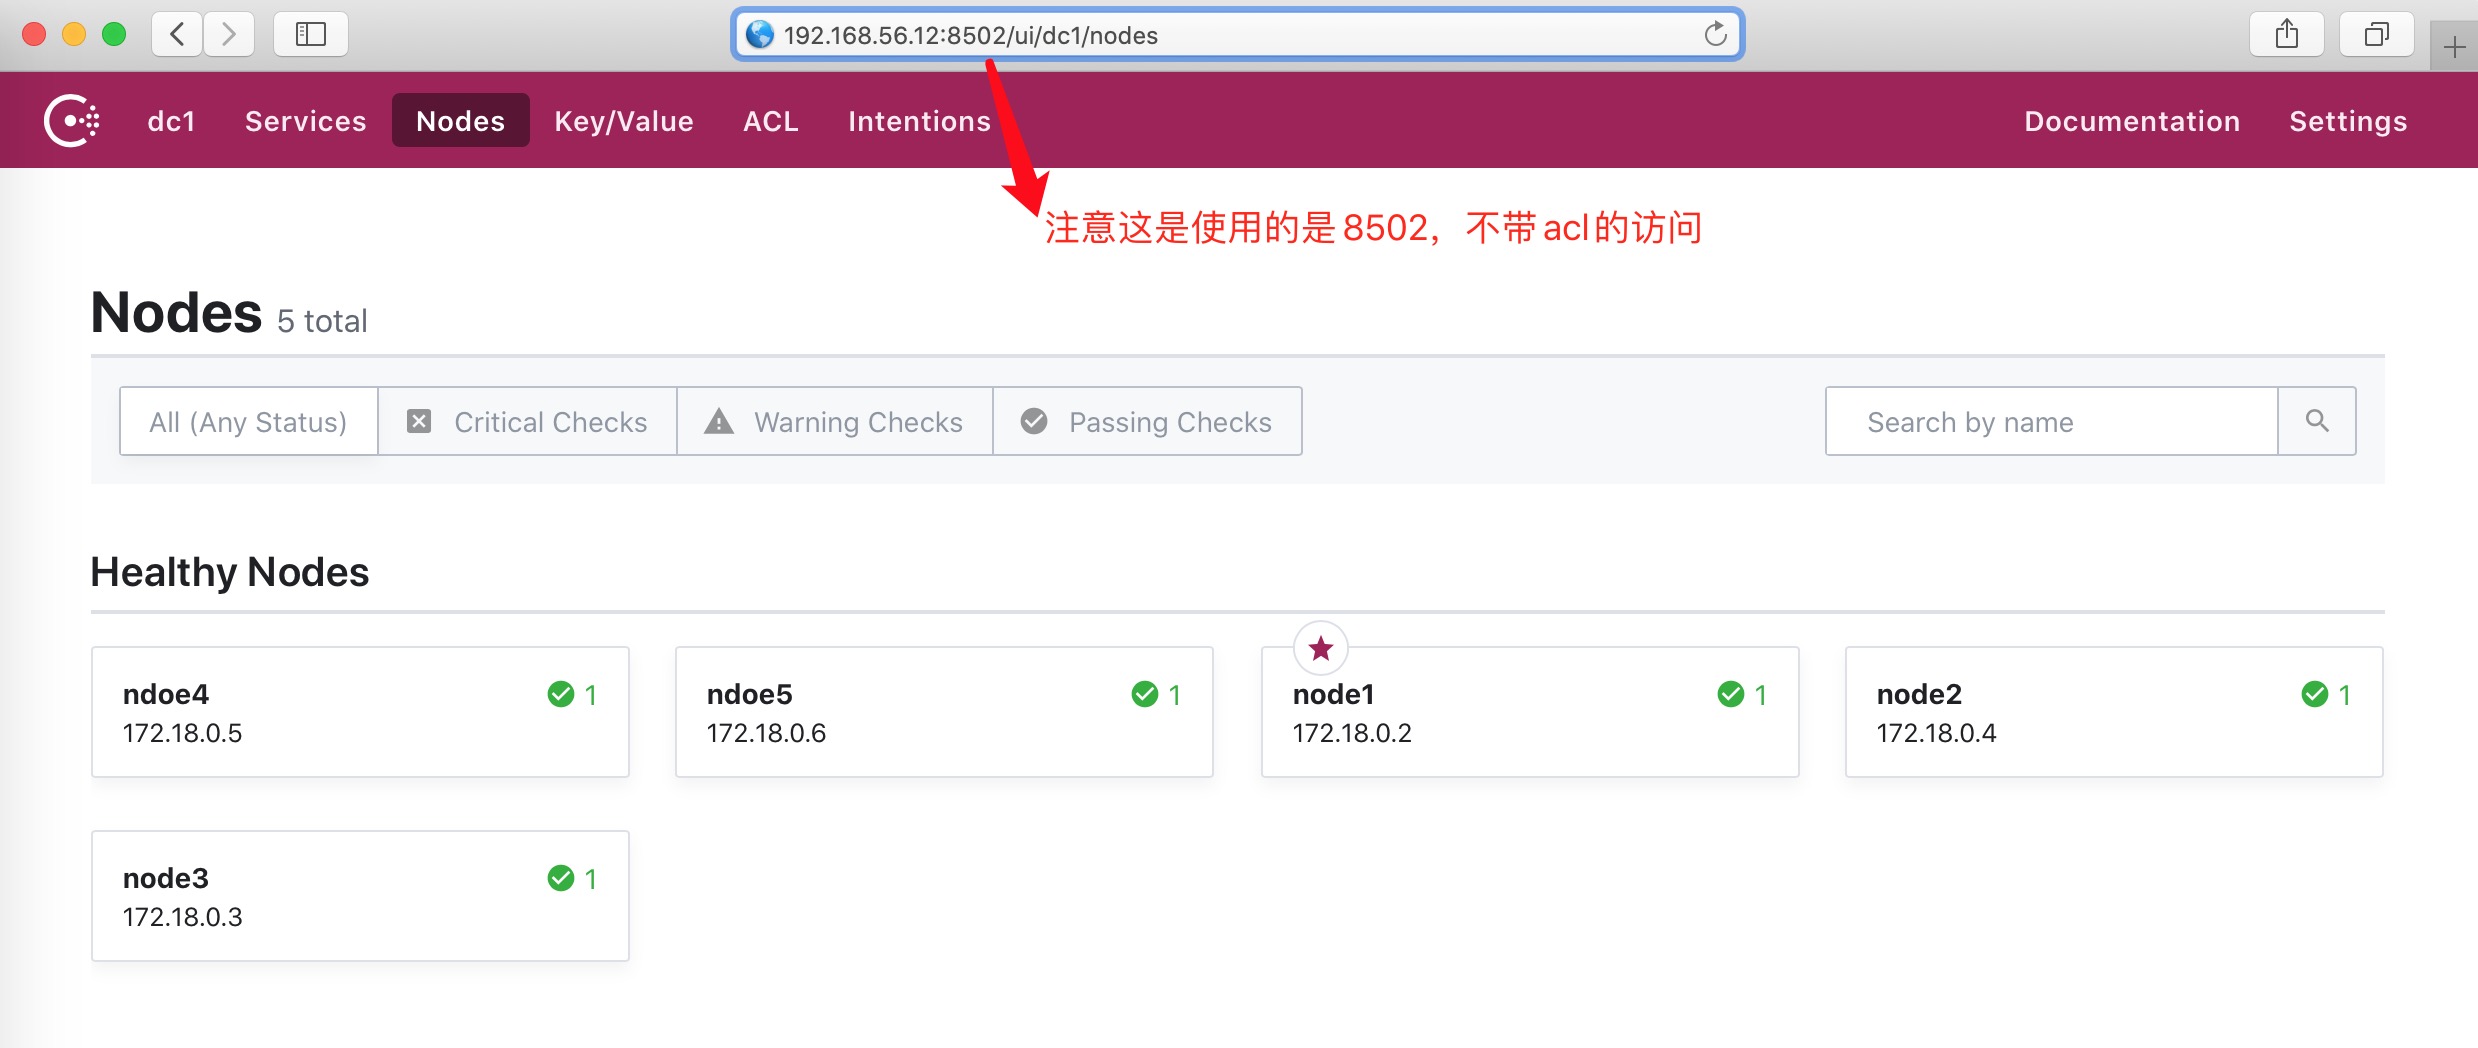 192.168.56.12:8502/ui/dc1/nodes
dc1 Services Nodes Key/Value ACL Intentions Documentation Settings
注意这是使用的是8502，不带acl的访问
Nodes 5 total
All (Any Status) Critical Checks Warning Checks Passing Checks Search by name
Healthy Nodes
ndoe4 1
172.18.0.5
ndoe5 1
172.18.0.6
node1 1
172.18.0.2
node2 1
172.18.0.4
node3 1
172.18.0.3